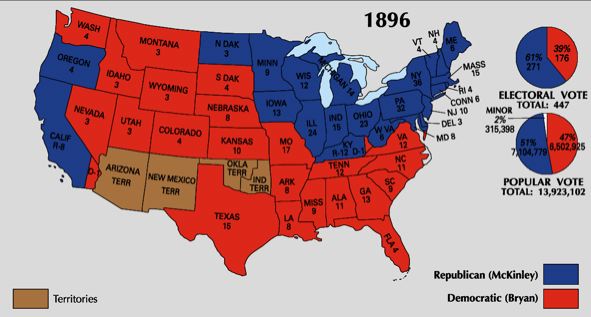 1896
WASH
4
OREGON
4
CALIF
R-8
D-1
NEVADA
3
IDAHO
3
MONTANA
3
WYOMING
3
UTAH
3
COLORADO
4
ARIZONA
TERR
NEW MEXICO
TERR
N DAK
3
S DAK
4
NEBRASKA
8
KANSAS
10
OKLA
TERR
IND
TERR
TEXAS
15
MINN
9
IOWA
13
MO
17
ARK
8
LA
8
WIS
12
MICHIGAN 14
ILL
24
IND
15
OHIO
23
KY
R-12 D-1
TENN
12
MISS
9
ALA
11
GA
13
FLA 4
SC
9
NC
11
VA
12
W VA
6
PA
32
NY
36
VT
4
NH
4
ME
6
MASS
15
RI 4
CONN 6
NJ 10
DEL 3
MD 8
61%
271
39%
176
ELECTORAL VOTE
TOTAL: 447
MINOR
2%
315,398
51%
7,104,779
47%
6,502,925
POPULAR VOTE
TOTAL: 13,923,102
Republican (McKinley)
Democratic (Bryan)
Territories